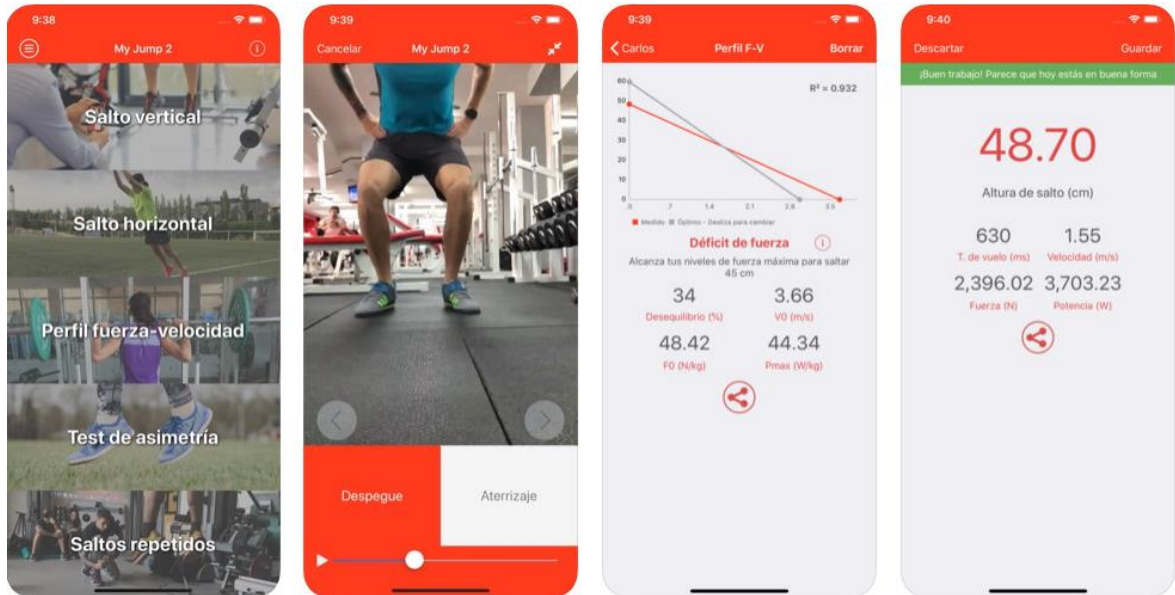 9:38
My Jump 2
Salto vertical
Salto horizontal
Perfil fuerza-velocidad
Test de asimetría
Saltos repetidos
9:39
Cancelar My Jump 2
Despegue Aterrizaje
9:39
Carlos Perfil F-V Borrar
R² = 0.932
60
50
40
30
20
10
0
.0 .7 1.4 2.1 2.8 3.5
Medido Óptimo - Desliza para cambiar
Déficit de fuerza
Alcanza tus niveles de fuerza máxima para saltar
45 cm
34 3.66
Desequilibrio (%) V0 (m/s)
48.42 44.34
F0 (N/kg) Pmax (W/kg)
9:40
Descartar Guardar
¡Buen trabajo! Parece que hoy estás en buena forma
48.70
Altura de salto (cm)
630 1.55
T. de vuelo (ms) Velocidad (m/s)
2,396.02 3,703.23
Fuerza (N) Potencia (W)